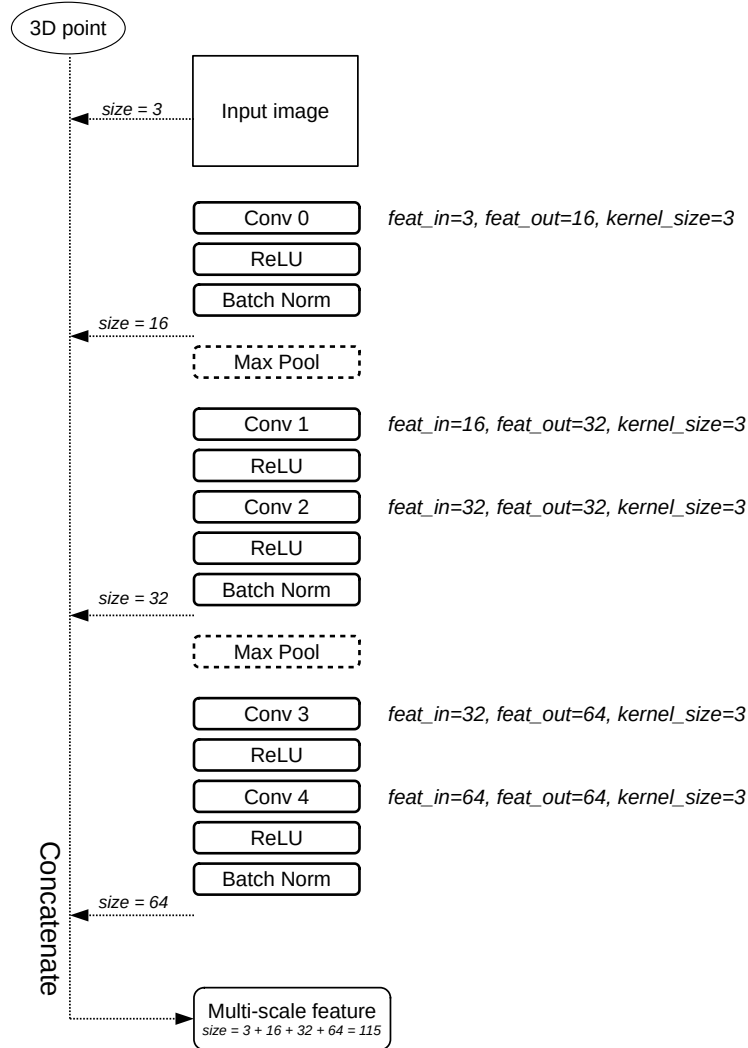 3D point
Input image
size = 3
Conv 0
feat_in=3, feat_out=16, kernel_size=3
ReLU
Batch Norm
size = 16
Max Pool
Conv 1
feat_in=16, feat_out=32, kernel_size=3
ReLU
Conv 2
feat_in=32, feat_out=32, kernel_size=3
ReLU
Batch Norm
size = 32
Max Pool
Conv 3
feat_in=32, feat_out=64, kernel_size=3
ReLU
Conv 4
feat_in=64, feat_out=64, kernel_size=3
ReLU
Batch Norm
size = 64
Concatenate
Multi-scale feature
size = 3 + 16 + 32 + 64 = 115